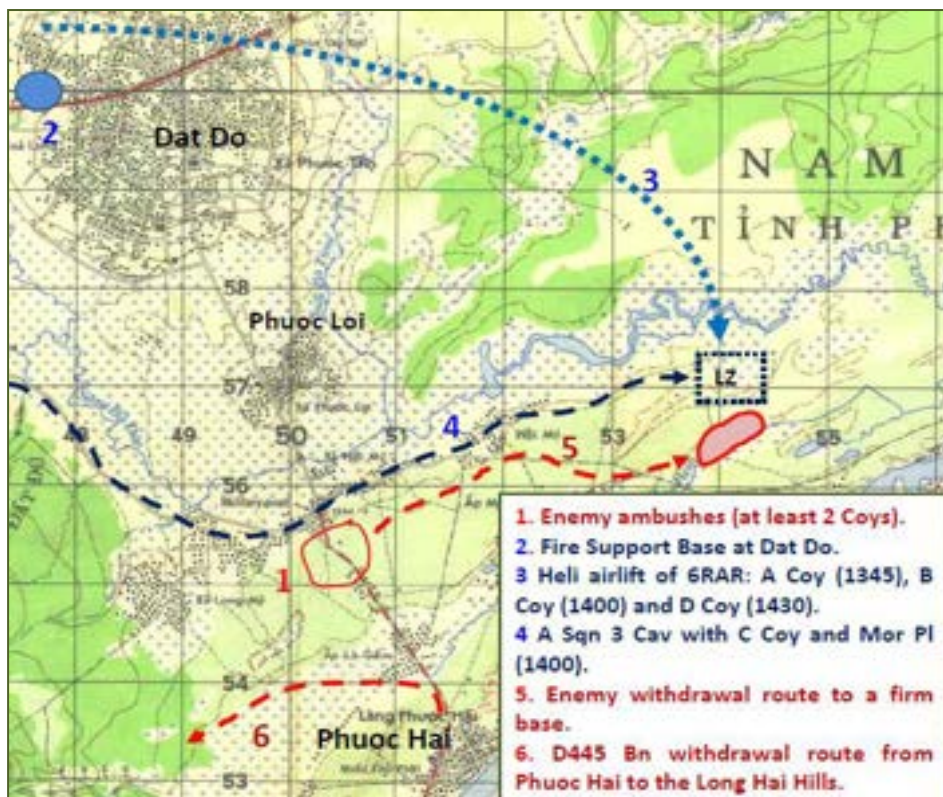 2
Dat Do
3
NAM
TỈNH P
58
Phuoc Loi
57
LZ
4
49
50
51
5
53
55
56
1
54
6
Phuoc Hai
53
1. Enemy ambushes (at least 2 Coys).
2. Fire Support Base at Dat Do.
3 Heli airlift of 6RAR: A Coy (1345), B
Coy (1400) and D Coy (1430).
4 A Sqn 3 Cav with C Coy and Mor Pl
(1400).
5. Enemy withdrawal route to a firm
base.
6. D445 Bn withdrawal route from
Phuoc Hai to the Long Hai Hills.